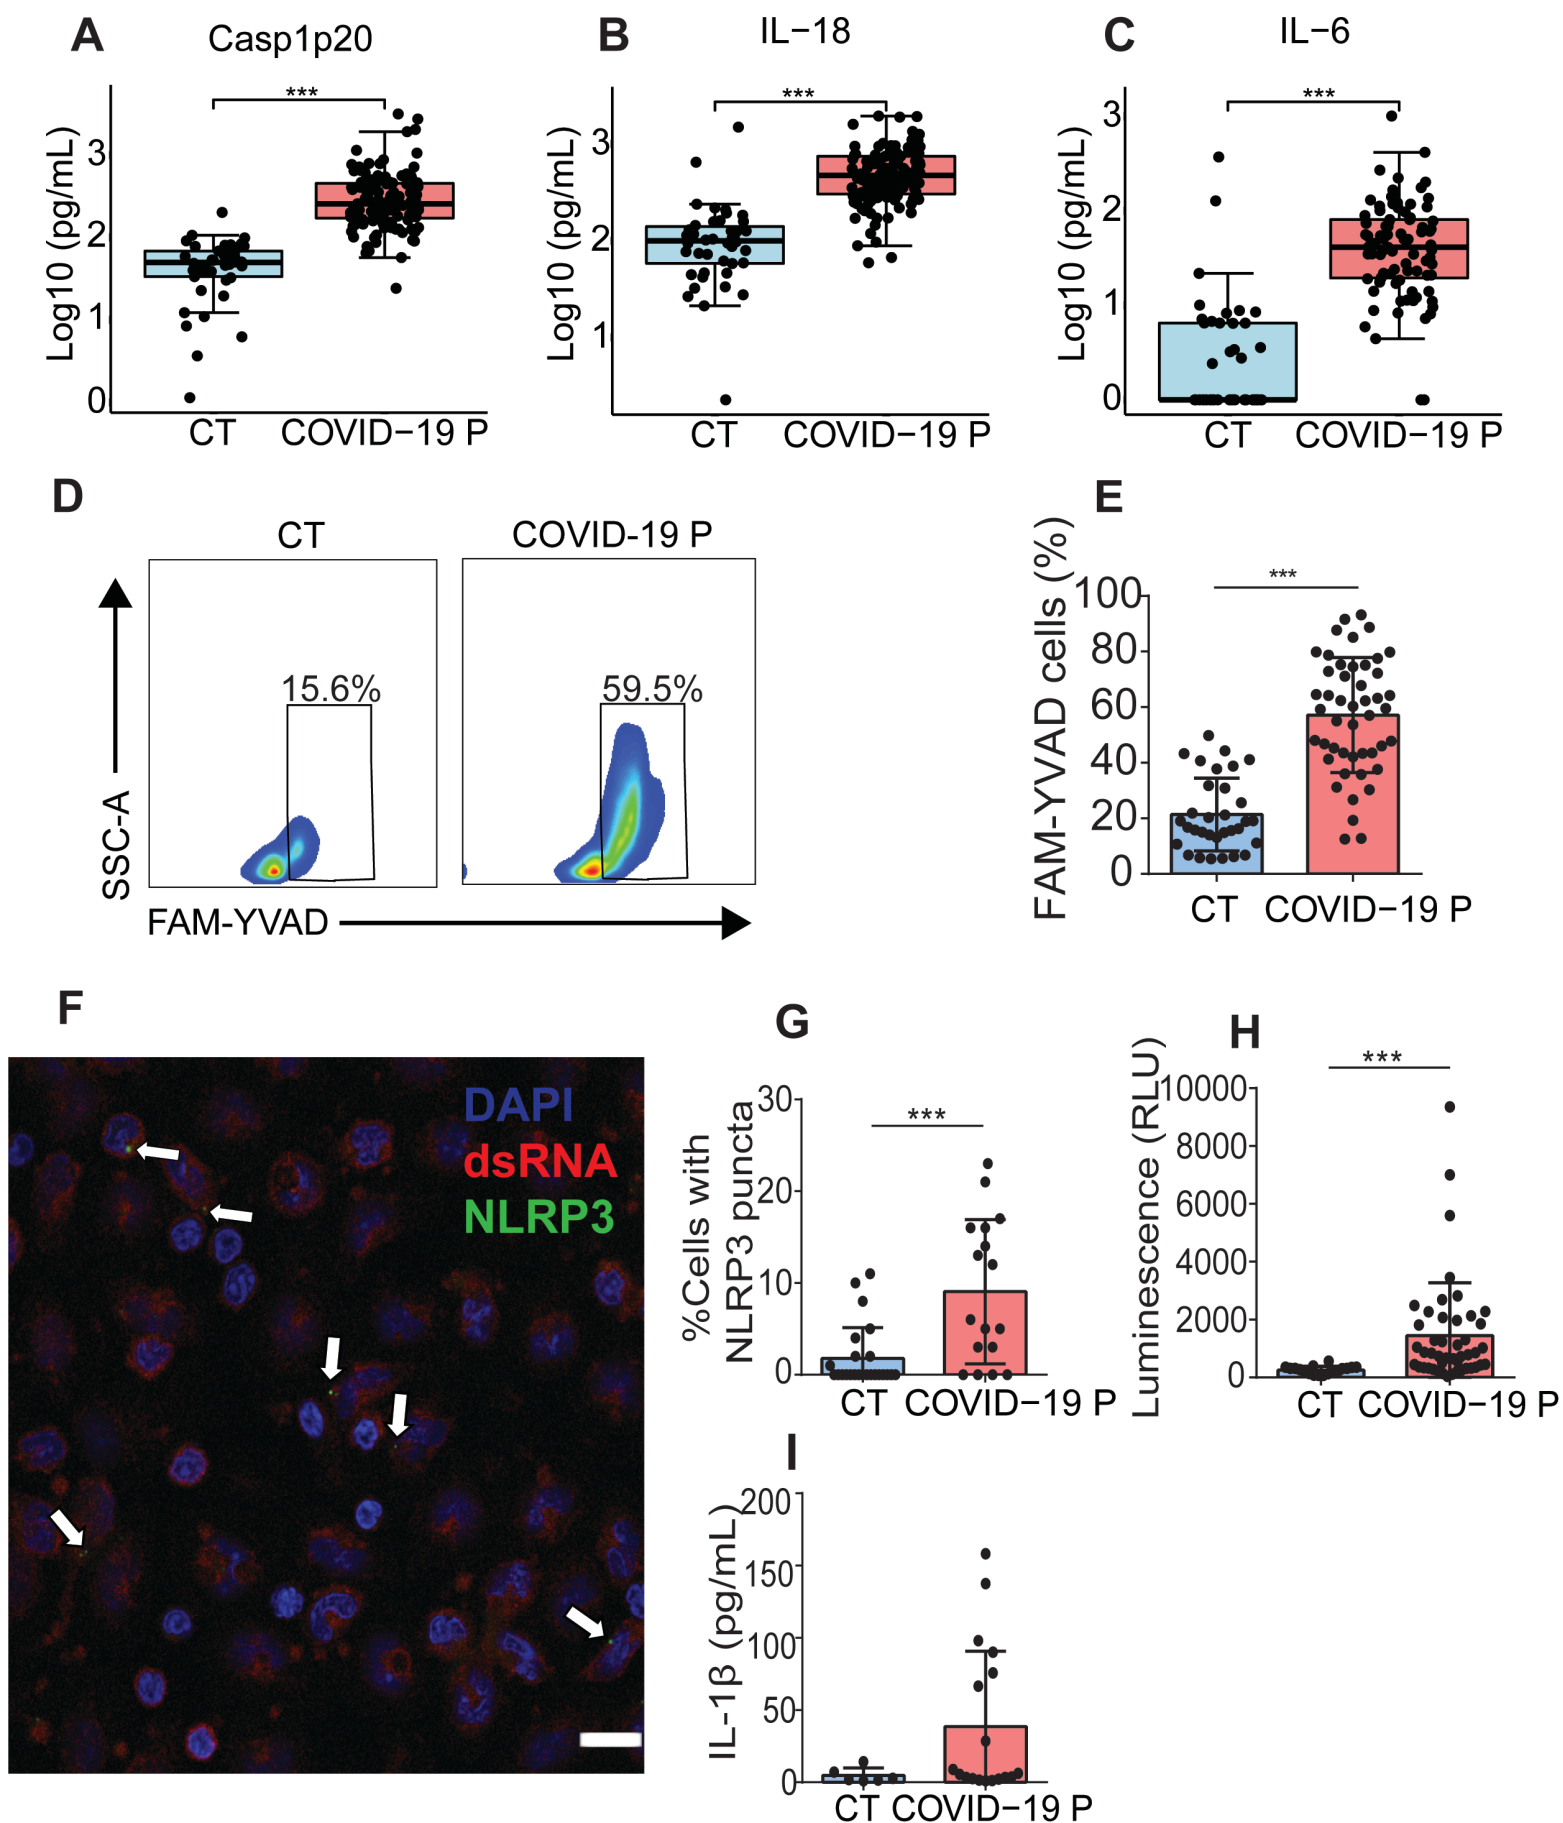 A
Casp1p20
***
Log10 (pg/mL)
3
2
1
0
CT
COVID−19 P
B
IL−18
***
Log10 (pg/mL)
3
2
1
CT
COVID−19 P
C
IL−6
***
Log10 (pg/mL)
3
2
1
0
CT
COVID−19 P
D
CT
COVID-19 P
15.6%
59.5%
SSC-A
FAM-YVAD
E
***
FAM-YVAD cells (%)
100
80
60
40
20
0
CT
COVID−19 P
F
DAPI
dsRNA
NLRP3
G
***
%Cells with
NLRP3 puncta
30
20
10
0
CT
COVID−19 P
H
***
Luminescence (RLU)
10000
8000
6000
4000
2000
0
CT
COVID−19 P
I
IL-1β (pg/mL)
200
150
100
50
0
CT
COVID−19 P